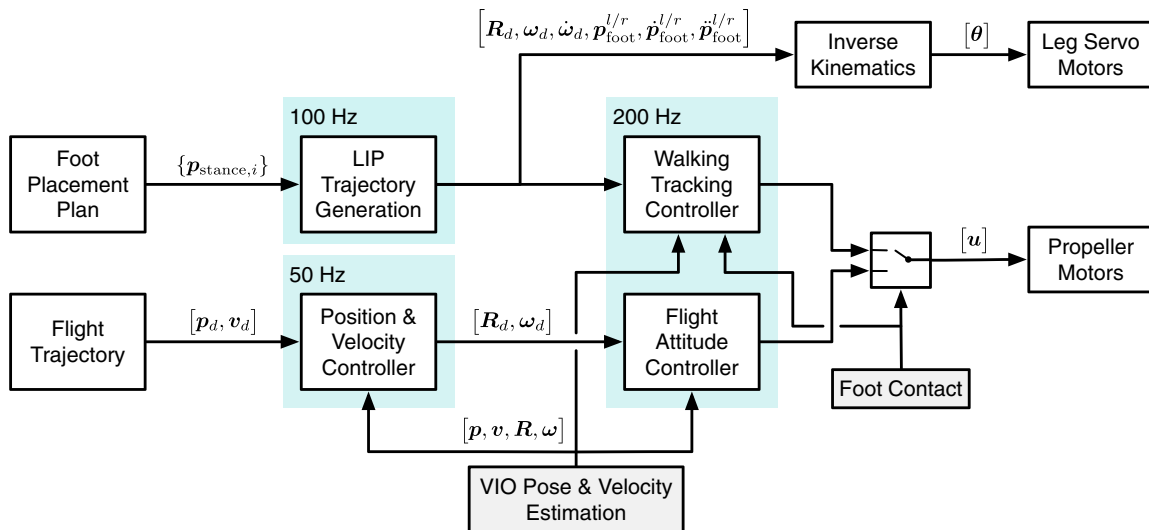 [R_d, ω_d, ω̇_d, p_foot^{l/r}, ṗ_foot^{l/r}, p̈_foot^{l/r}]
Inverse
Kinematics
[θ]
Leg Servo
Motors
100 Hz
200 Hz
Foot
Placement
Plan
{p_stance,i}
LIP
Trajectory
Generation
Walking
Tracking
Controller
[u]
Propeller
Motors
50 Hz
Flight
Trajectory
[p_d, v_d]
Position &
Velocity
Controller
[R_d, ω_d]
Flight
Attitude
Controller
Foot Contact
[p, v, R, ω]
VIO Pose & Velocity
Estimation